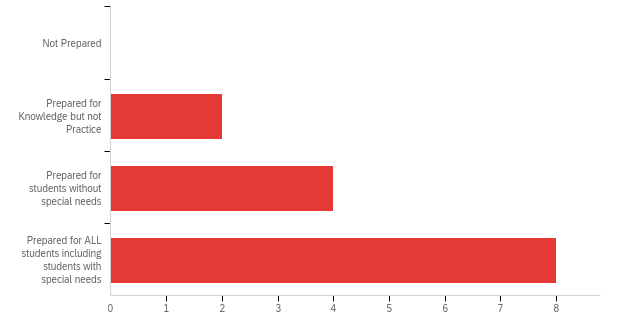 Not Prepared
Prepared for
Knowledge but not
Practice
Prepared for
students without
special needs
Prepared for ALL
students including
students with
special needs
0 1 2 3 4 5 6 7 8